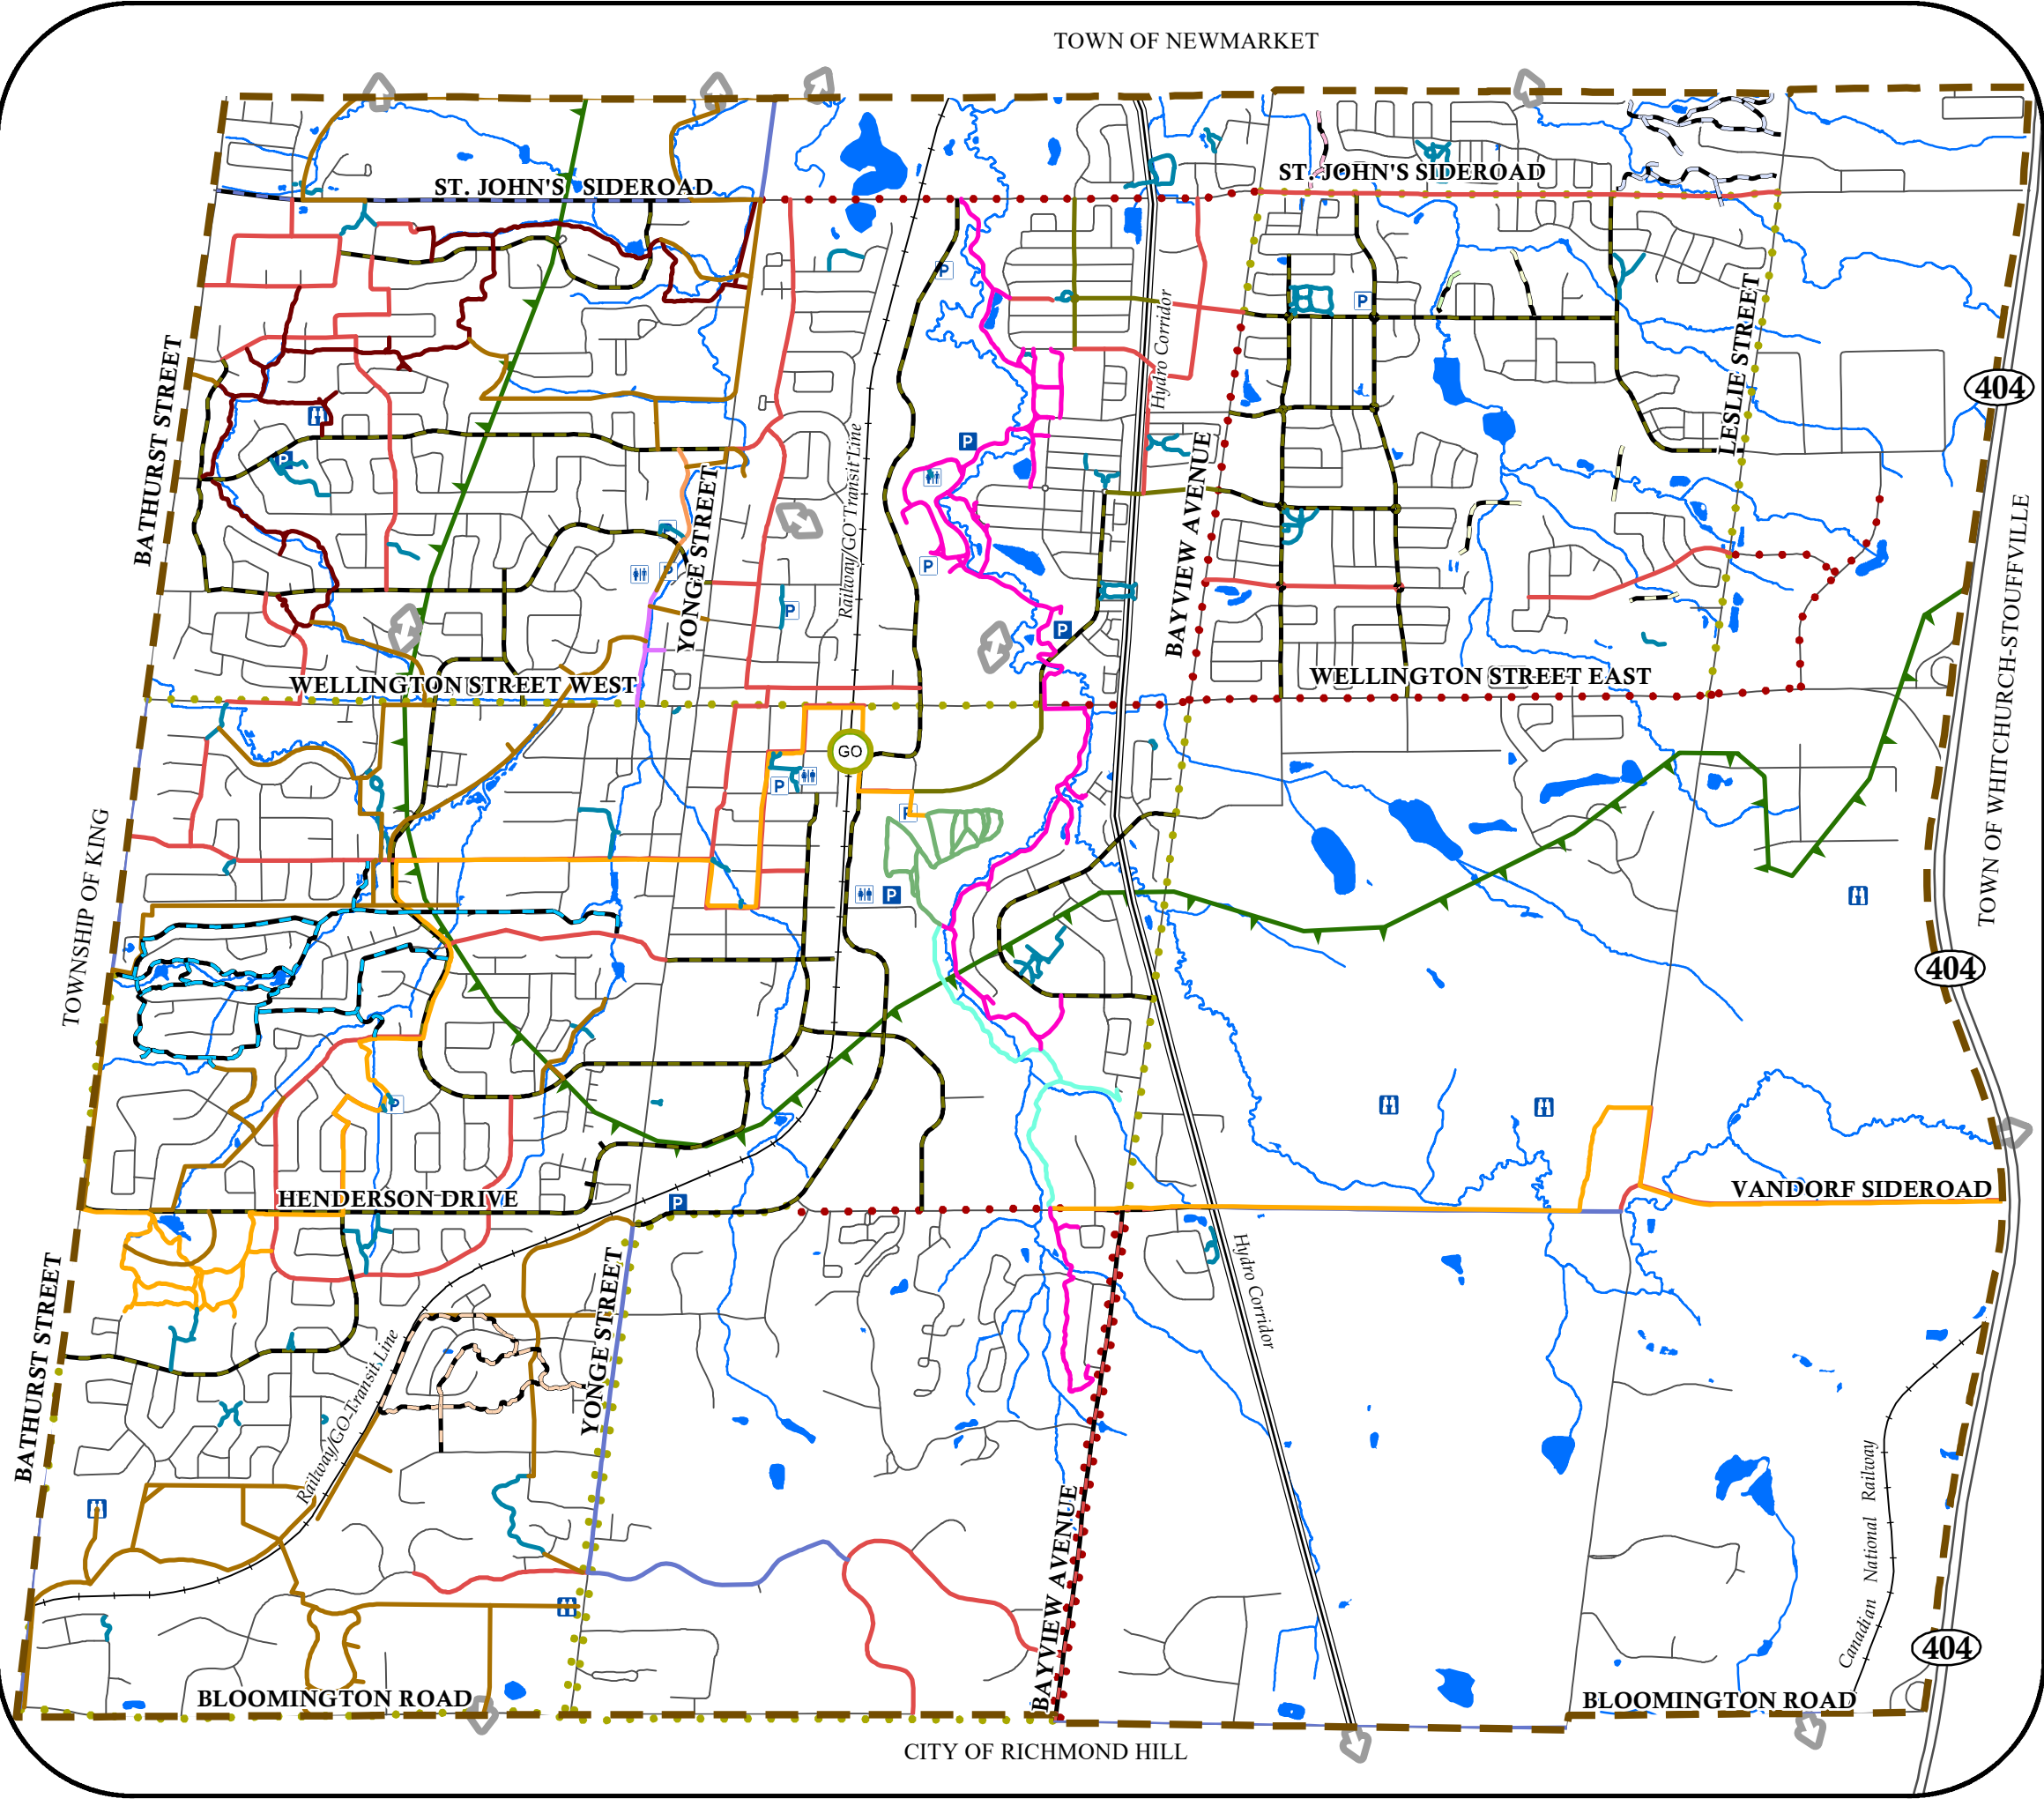 TOWN OF NEWMARKET
ST. JOHN'S SIDEROAD
ST. JOHN'S SIDEROAD
P
P
Hydro Corridor
BATHURST STREET
LESLIE STREET
404
P
P
Railway/GO Transit Line
YONGE STREET
BAYVIEW AVENUE
TOWN OF WHITCHURCH-STOUFFVILLE
P
P
P
P
P
WELLINGTON STREET WEST
WELLINGTON STREET EAST
GO
P
P
P
TOWNSHIP OF KING
404
P
HENDERSON DRIVE
P
VANDORF SIDEROAD
BATHURST STREET
YONGE STREET
Hydro Corridor
Railway/GO Transit Line
BAYVIEW AVENUE
Canadian National Railway
404
BLOOMINGTON ROAD
BLOOMINGTON ROAD
CITY OF RICHMOND HILL